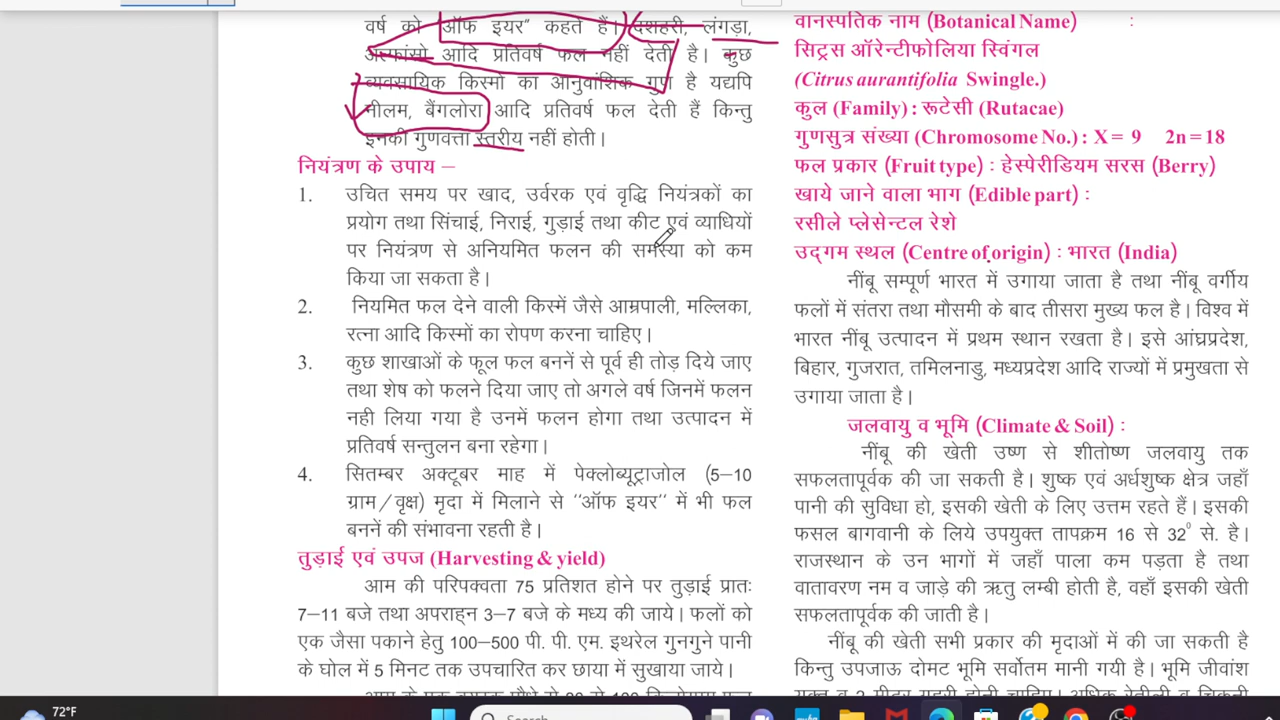 वर्ष को "ऑफ इयर" कहते हैं। दशहरी, लंगड़ा,
अल्फांसो आदि प्रतिवर्ष फल नहीं देती है। कुछ
व्यवसायिक किस्मो का आनुवांशिक गुण है यद्यपि
नीलम, बैंगलोरा आदि प्रतिवर्ष फल देती हैं किन्तु
इनकी गुणवत्ता स्तरीय नहीं होती।
नियंत्रण के उपाय –
1. उचित समय पर खाद, उर्वरक एवं वृद्धि नियंत्रकों का
प्रयोग तथा सिंचाई, निराई, गुड़ाई तथा कीट एवं व्याधियों
पर नियंत्रण से अनियमित फलन की समस्या को कम
किया जा सकता है।
2. नियमित फल देने वाली किस्में जैसे आम्रपाली, मल्लिका,
रत्ना आदि किस्मों का रोपण करना चाहिए।
3. कुछ शाखाओं के फूल फल बननें से पूर्व ही तोड़ दिये जाए
तथा शेष को फलने दिया जाए तो अगले वर्ष जिनमें फलन
नही लिया गया है उनमें फलन होगा तथा उत्पादन में
प्रतिवर्ष सन्तुलन बना रहेगा।
4. सितम्बर अक्टूबर माह में पेक्लोब्यूट्राजोल (5–10
ग्राम/वृक्ष) मृदा में मिलाने से ''ऑफ इयर'' में भी फल
बननें की संभावना रहती है।
तुड़ाई एवं उपज (Harvesting & yield)
आम की परिपक्वता 75 प्रतिशत होने पर तुड़ाई प्रातः
7–11 बजे तथा अपराह्न 3–7 बजे के मध्य की जाये। फलों को
एक जैसा पकाने हेतु 100–500 पी. पी. एम. इथरेल गुनगुने पानी
के घोल में 5 मिनट तक उपचारित कर छाया में सुखाया जाये।
वानस्पतिक नाम (Botanical Name) :
सिट्रस ऑरेन्टीफोलिया स्विंगल
(Citrus aurantifolia Swingle.)
कुल (Family) : रूटेसी (Rutacae)
गुणसुत्र संख्या (Chromosome No.) : X = 9 2n=18
फल प्रकार (Fruit type) : हेस्पेरीडियम सरस (Berry)
खाये जाने वाला भाग (Edible part) :
रसीले प्लेसेन्टल रेशे
उद्गम स्थल (Centre of origin) : भारत (India)
नींबू सम्पूर्ण भारत में उगाया जाता है तथा नींबू वर्गीय
फलों में संतरा तथा मौसमी के बाद तीसरा मुख्य फल है। विश्व में
भारत नींबू उत्पादन में प्रथम स्थान रखता है। इसे आंध्रप्रदेश,
बिहार, गुजरात, तमिलनाडु, मध्यप्रदेश आदि राज्यों में प्रमुखता से
उगाया जाता है।
जलवायु व भूमि (Climate & Soil) :
नींबू की खेती उष्ण से शीतोष्ण जलवायु तक
सफलतापूर्वक की जा सकती है। शुष्क एवं अर्धशुष्क क्षेत्र जहाँ
पानी की सुविधा हो, इसकी खेती के लिए उत्तम रहते हैं। इसकी
फसल बागवानी के लिये उपयुक्त तापक्रम 16 से 32° से. है।
राजस्थान के उन भागों में जहाँ पाला कम पड़ता है तथा
वातावरण नम व जाड़े की ऋतु लम्बी होती है, वहाँ इसकी खेती
सफलतापूर्वक की जाती है।
नींबू की खेती सभी प्रकार की मृदाओं में की जा सकती है
किन्तु उपजाऊ दोमट भूमि सर्वोतम मानी गयी है। भूमि जीवांश
72°F
Search